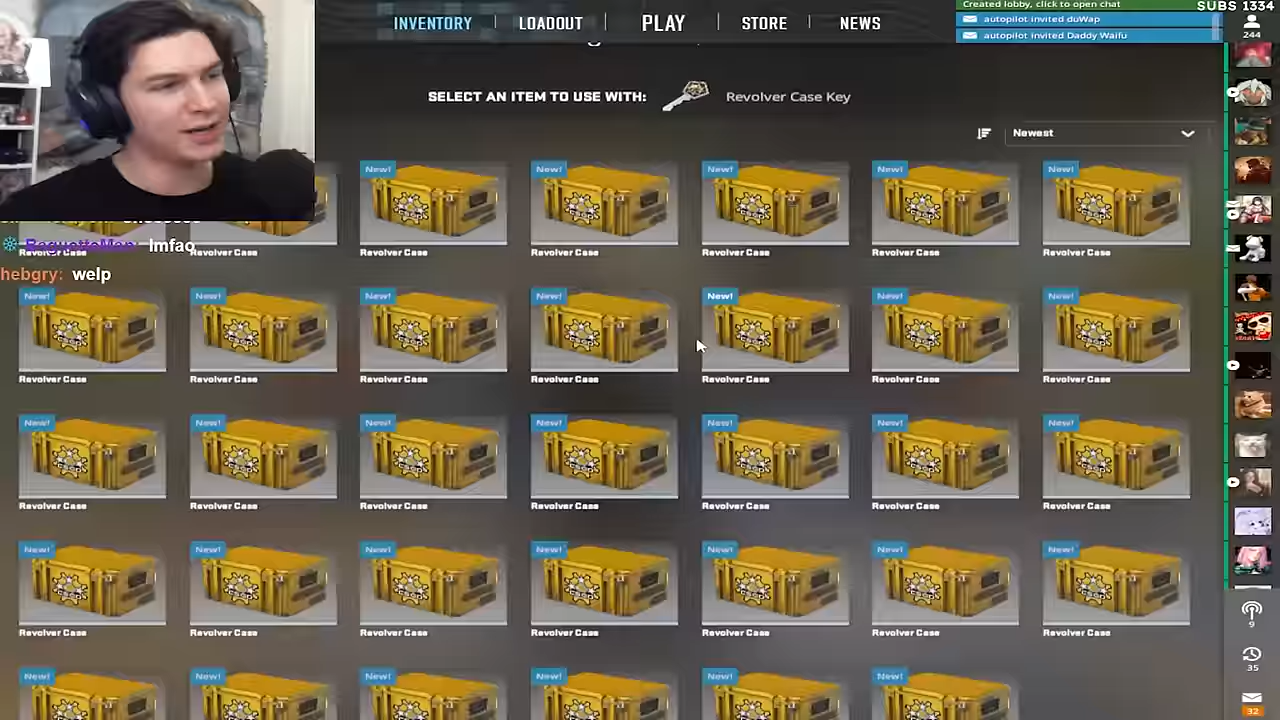 INVENTORY LOADOUT PLAY STORE NEWS
Created lobby, click to open chat
SUBS 1334
autopilot invited duWap
autopilot invited Daddy Waifu
244
SELECT AN ITEM TO USE WITH: Revolver Case Key
Newest
New! New! New! New! New!
Revolver Case Revolver Case Revolver Case Revolver Case Revolver Case Revolver Case Revolver Case
BaguetteMan lmfao
hebgry: welp
New! New! New! New! New! New! New!
Revolver Case Revolver Case Revolver Case Revolver Case Revolver Case Revolver Case Revolver Case
New! New! New! New! New! New! New!
Revolver Case Revolver Case Revolver Case Revolver Case Revolver Case Revolver Case Revolver Case
New! New! New! New! New! New! New!
Revolver Case Revolver Case Revolver Case Revolver Case Revolver Case Revolver Case Revolver Case
9
35
New! New! New! New! New! New!
32